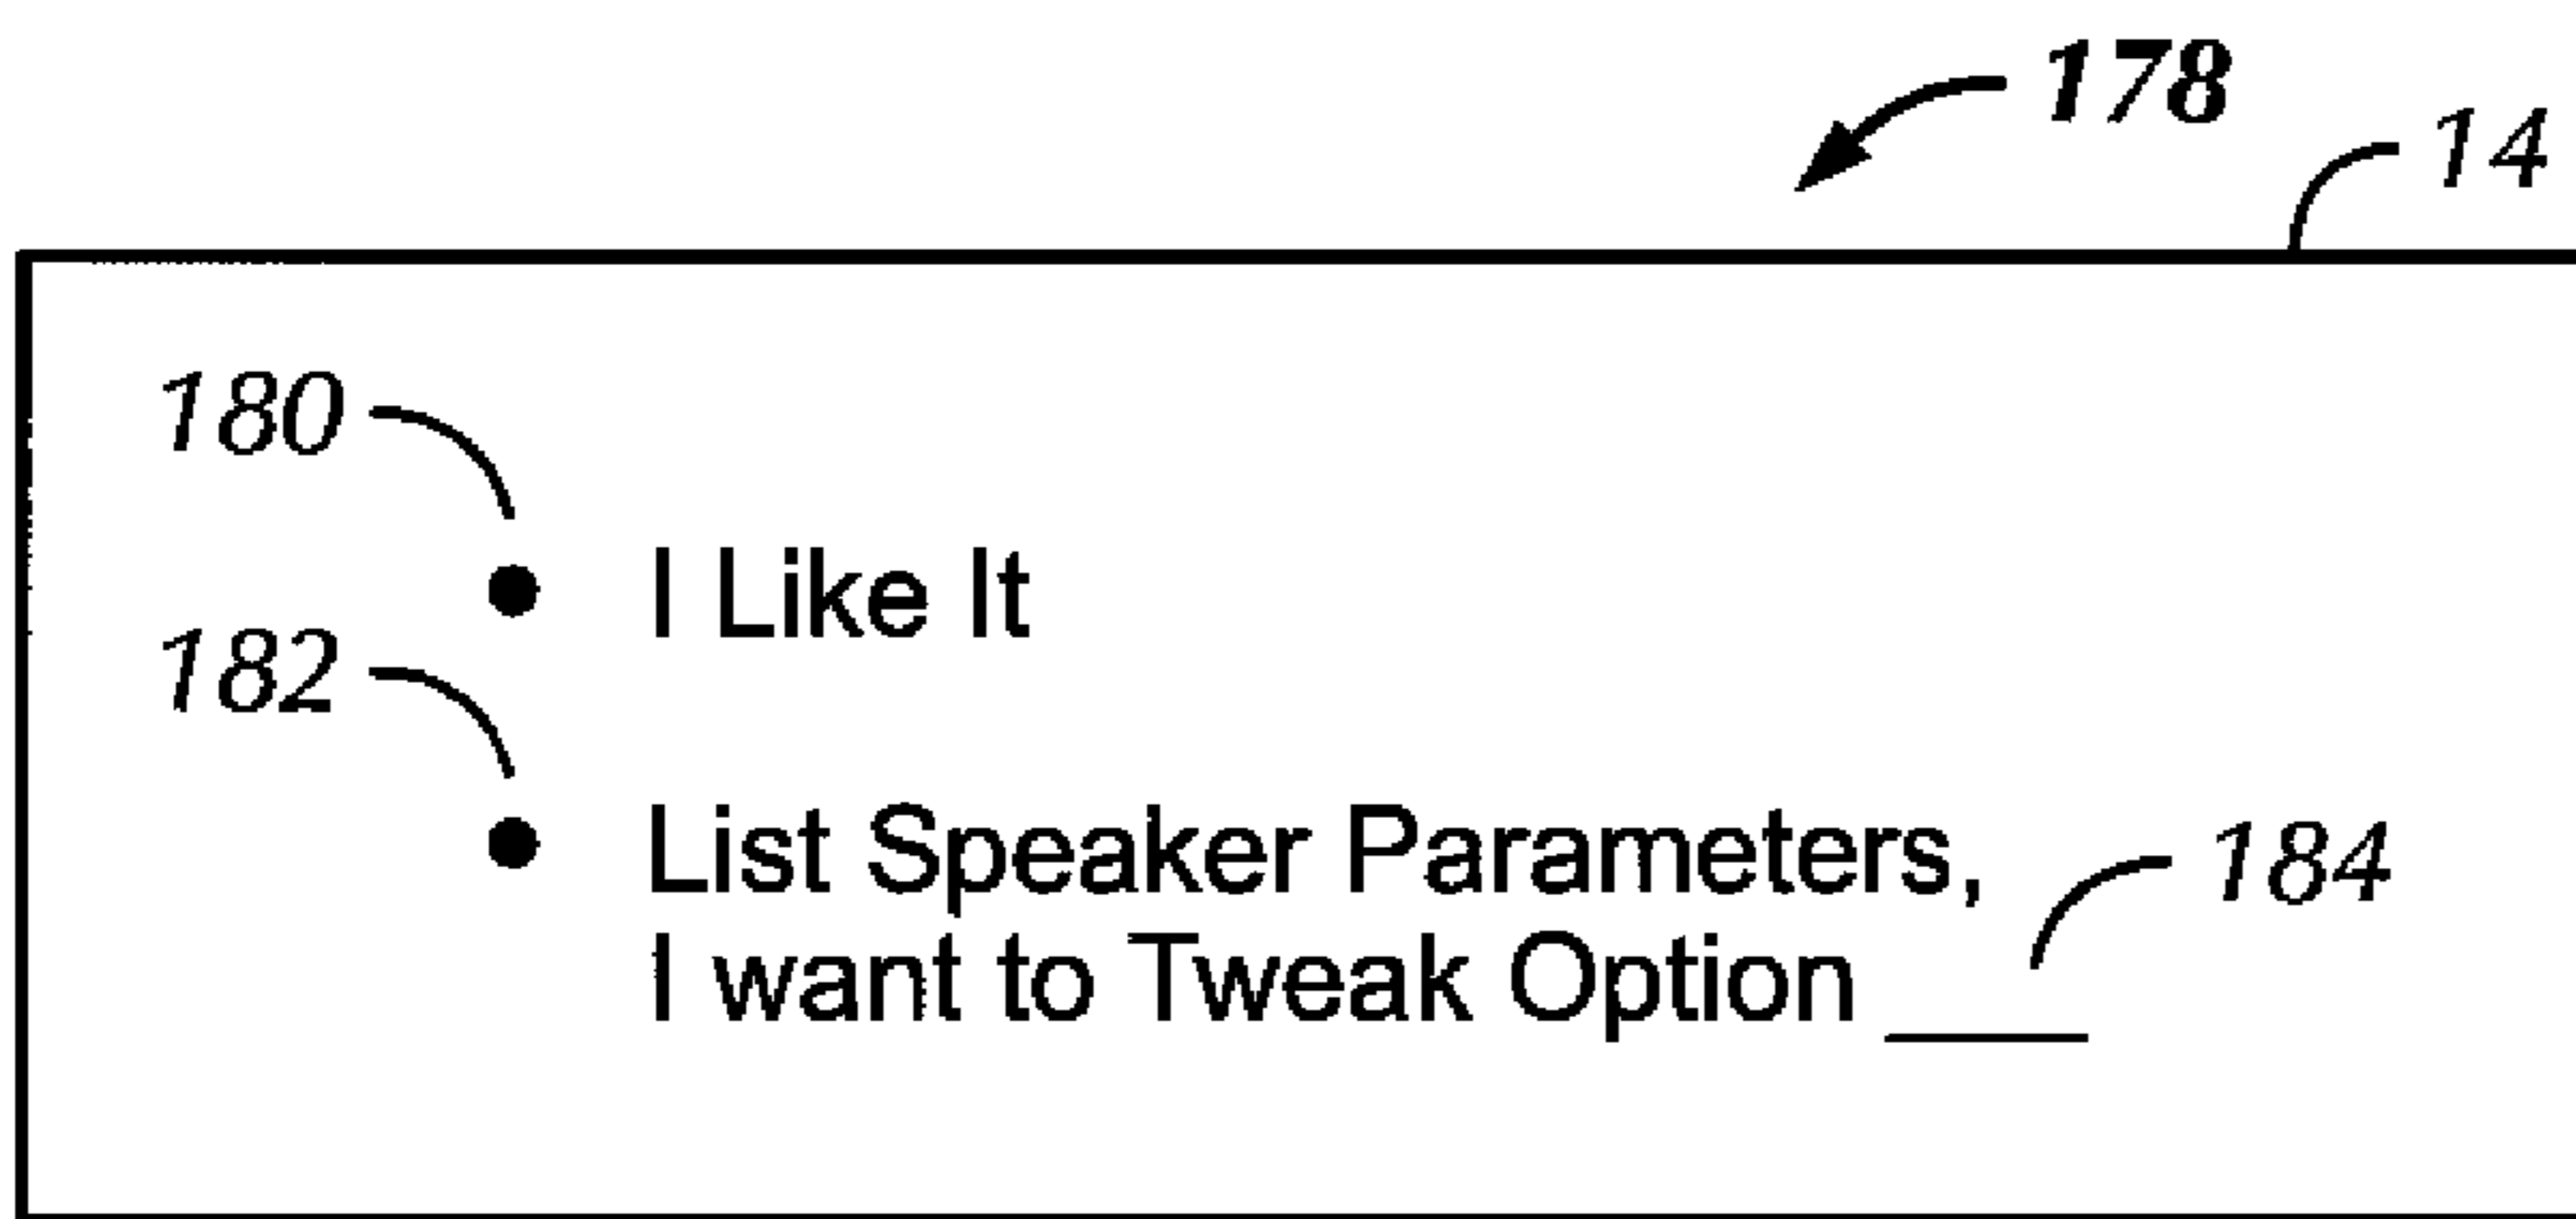 178
14
180
• I Like It
182
• List Speaker Parameters,
184
I want to Tweak Option ____